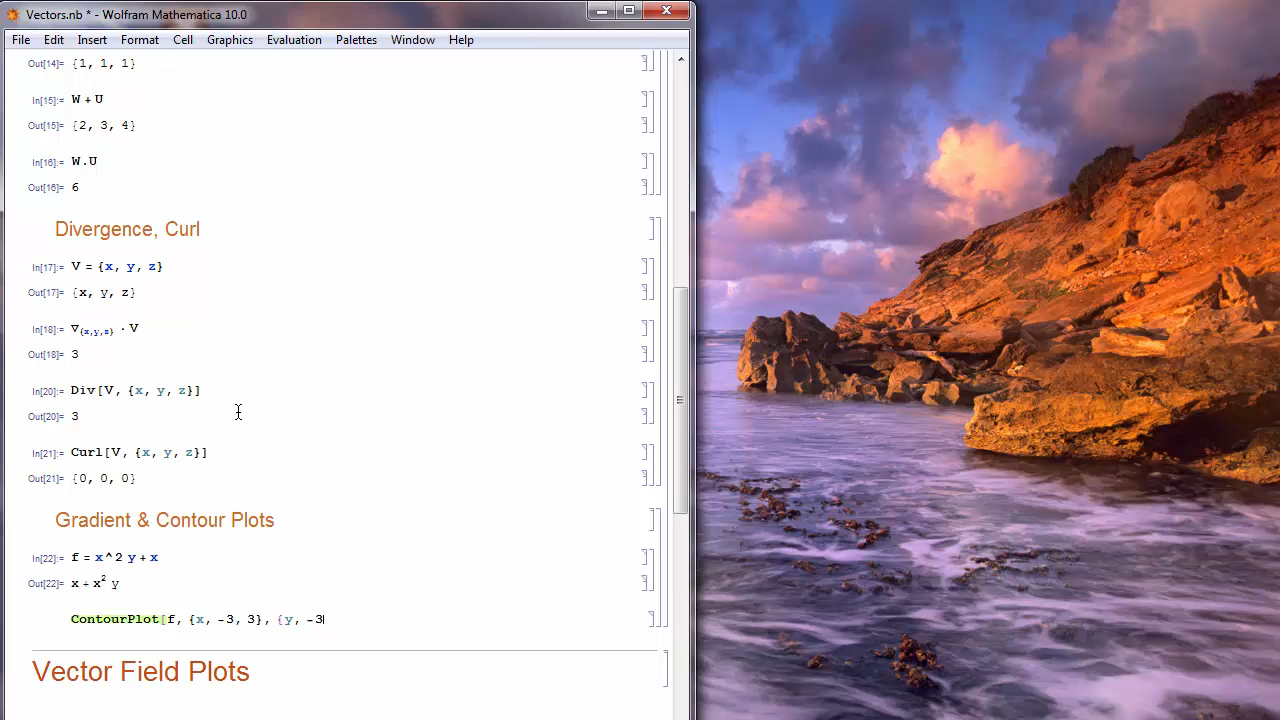 Vectors.nb * - Wolfram Mathematica 10.0
File Edit Insert Format Cell Graphics Evaluation Palettes Window Help
Out[14]= {1, 1, 1}
In[15]:= W + U
Out[15]= {2, 3, 4}
In[16]:= W.U
Out[16]= 6
Divergence, Curl
In[17]:= V = {x, y, z}
Out[17]= {x, y, z}
In[18]:= ∇{x,y,z} · V
Out[18]= 3
In[20]:= Div[V, {x, y, z}]
Out[20]= 3
In[21]:= Curl[V, {x, y, z}]
Out[21]= {0, 0, 0}
Gradient & Contour Plots
In[22]:= f = x^2 y + x
Out[22]= x + x² y
ContourPlot[f, {x, -3, 3}, {y, -3
Vector Field Plots